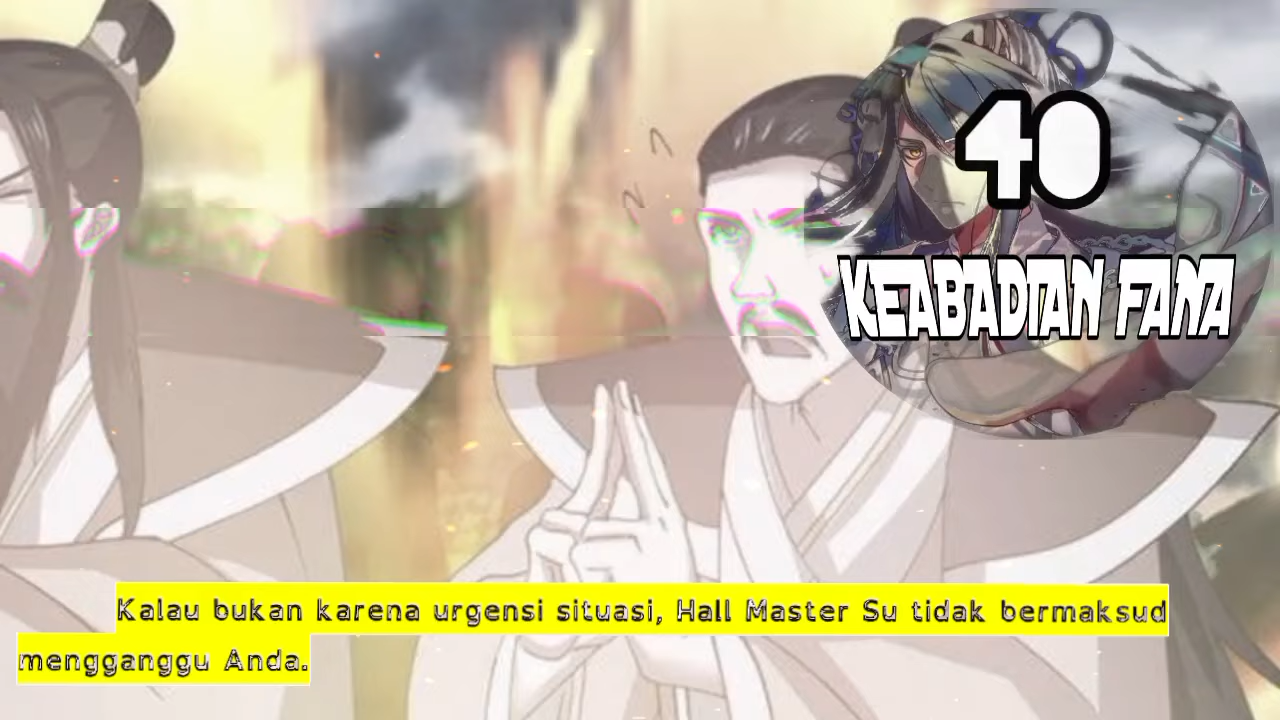 40
KEABADIAN FANA
Kalau bukan karena urgensi situasi, Hall Master Su tidak bermaksud
mengganggu Anda.